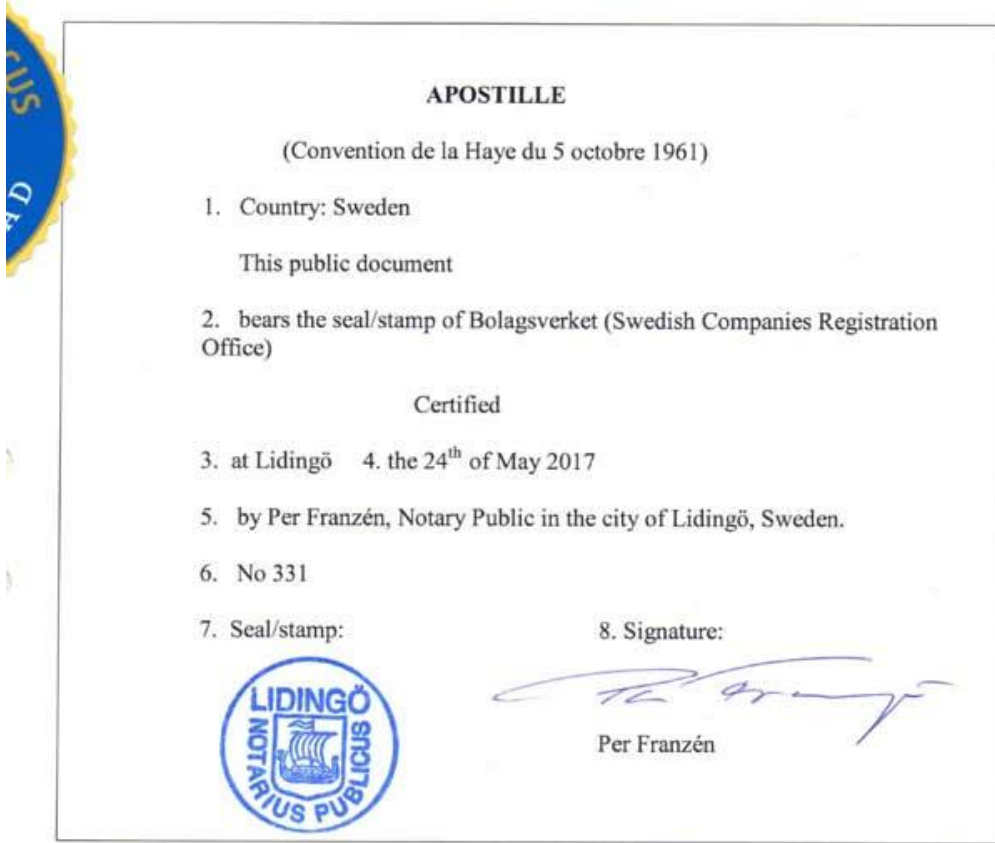 CUS
AD
APOSTILLE
(Convention de la Haye du 5 octobre 1961)
1. Country: Sweden
This public document
2. bears the seal/stamp of Bolagsverket (Swedish Companies Registration
Office)
Certified
3. at Lidingö 4. the 24th of May 2017
5. by Per Franzén, Notary Public in the city of Lidingö, Sweden.
6. No 331
7. Seal/stamp: 8. Signature:
LIDINGÖ
NOTARIUS PUBLICUS
Per Franzén